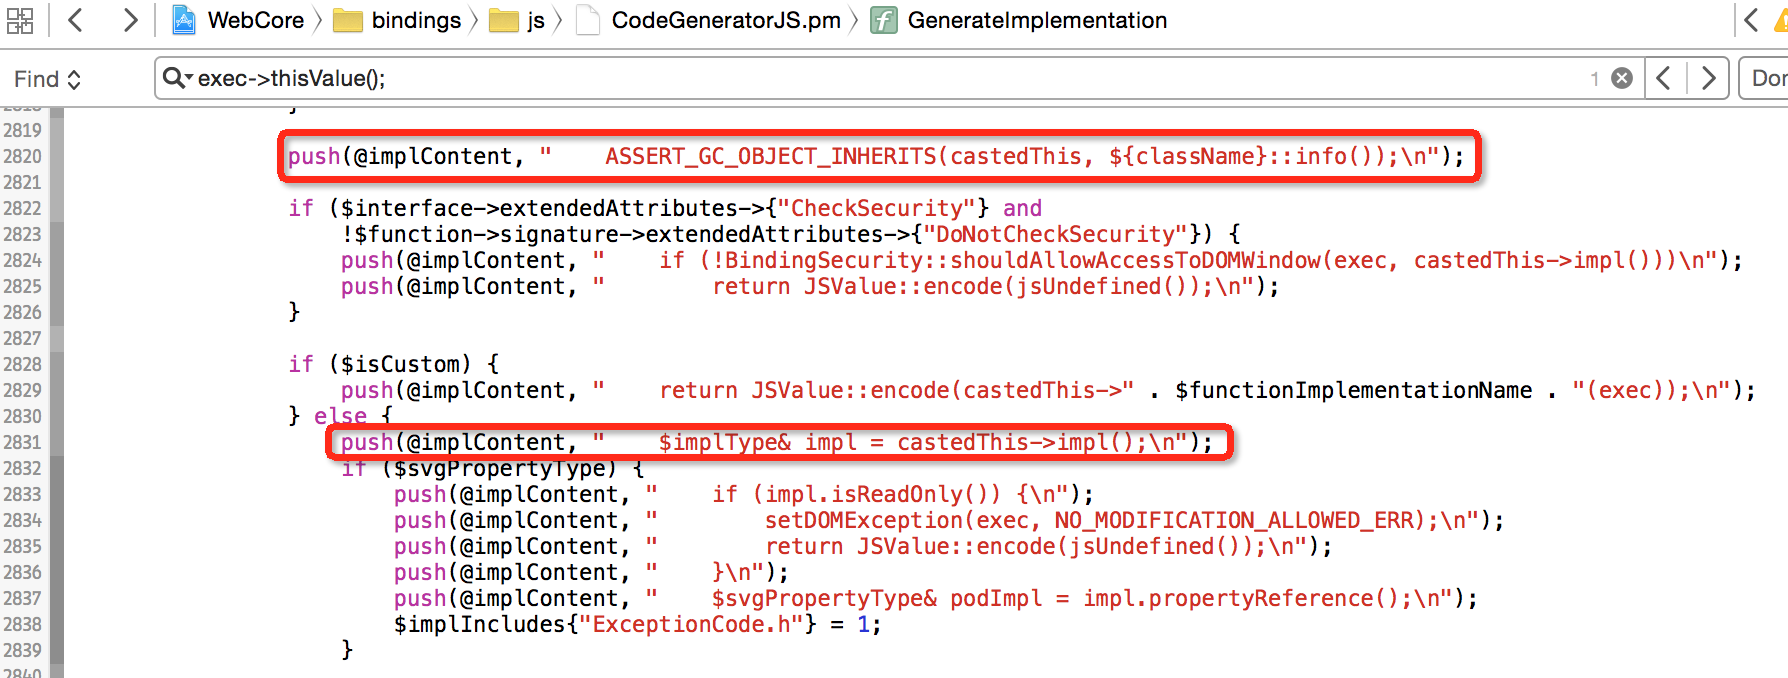 WebCore bindings js CodeGeneratorJS.pm f GenerateImplementation
Find exec->thisValue(); 1 Don
2818 }
2819
2820 push(@implContent, "    ASSERT_GC_OBJECT_INHERITS(castedThis, ${className}::info());\n");
2821
2822 if ($interface->extendedAttributes->{"CheckSecurity"} and
2823 !$function->signature->extendedAttributes->{"DoNotCheckSecurity"}) {
2824 push(@implContent, "    if (!BindingSecurity::shouldAllowAccessToDOMWindow(exec, castedThis->impl()))\n");
2825 push(@implContent, "        return JSValue::encode(jsUndefined());\n");
2826 }
2827
2828 if ($isCustom) {
2829 push(@implContent, "    return JSValue::encode(castedThis->" . $functionImplementationName . "(exec));\n");
2830 } else {
2831 push(@implContent, "    $implType& impl = castedThis->impl();\n");
2832 if ($svgPropertyType) {
2833 push(@implContent, "    if (impl.isReadOnly()) {\n");
2834 push(@implContent, "        setDOMException(exec, NO_MODIFICATION_ALLOWED_ERR);\n");
2835 push(@implContent, "        return JSValue::encode(jsUndefined());\n");
2836 push(@implContent, "    }\n");
2837 push(@implContent, "    $svgPropertyType& podImpl = impl.propertyReference();\n");
2838 $implIncludes{"ExceptionCode.h"} = 1;
2839 }
2840